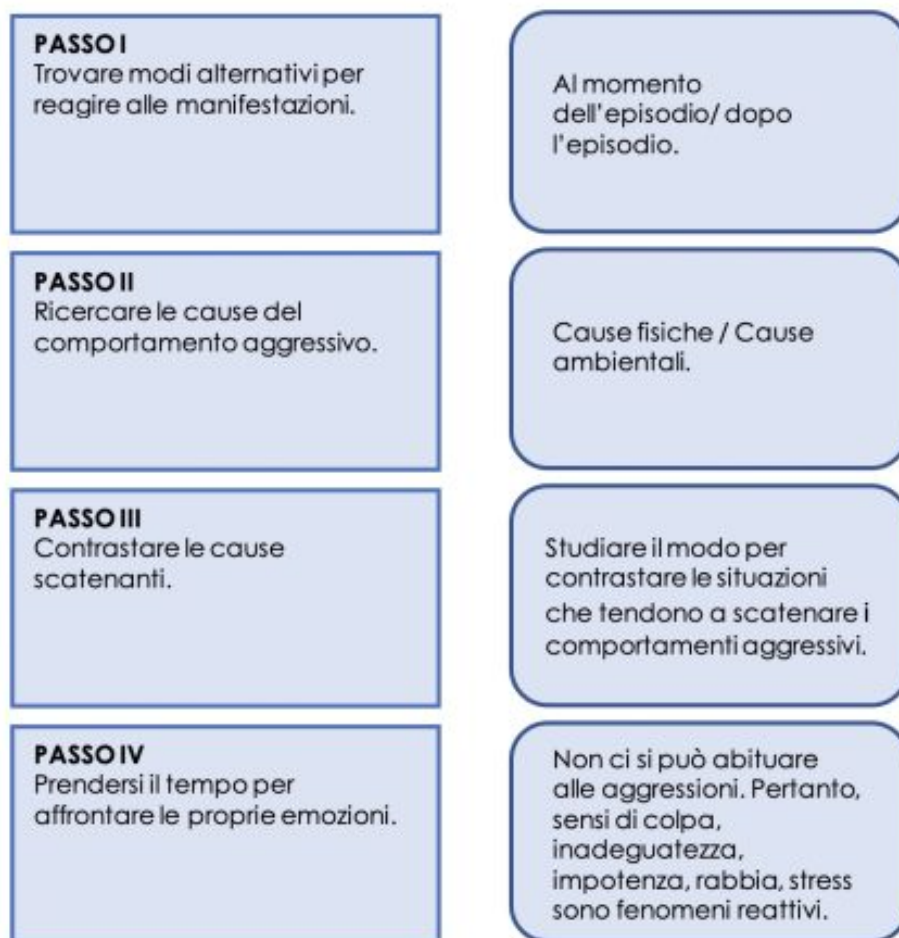 PASSO I
Trovare modi alternativi per
reagire alle manifestazioni.
Al momento
dell'episodio/ dopo
l'episodio.
PASSO II
Ricercare le cause del
comportamento aggressivo.
Cause fisiche / Cause
ambientali.
PASSO III
Contrastare le cause
scatenanti.
Studiare il modo per
contrastare le situazioni
che tendono a scatenare i
comportamenti aggressivi.
PASSO IV
Prendersi il tempo per
affrontare le proprie emozioni.
Non ci si può abituare
alle aggressioni. Pertanto,
sensi di colpa,
inadeguatezza,
impotenza, rabbia, stress
sono fenomeni reattivi.